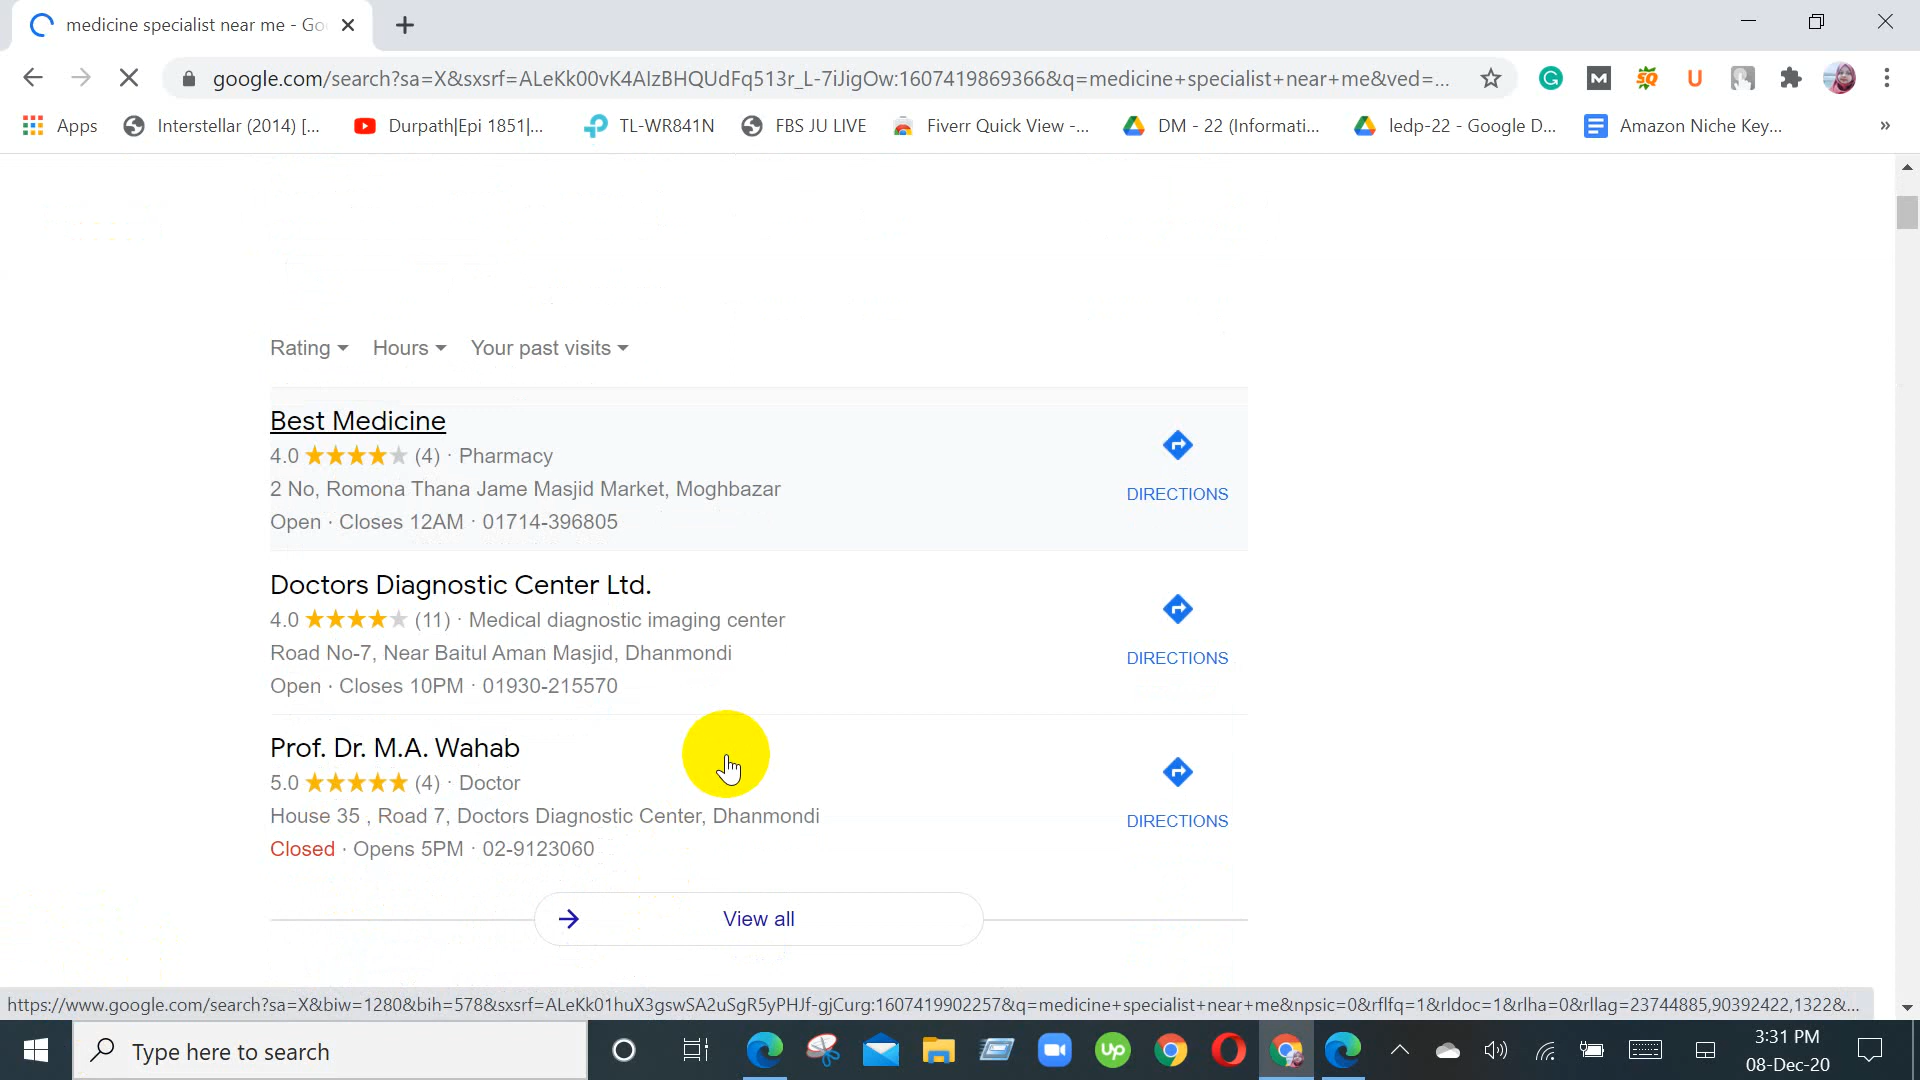 medicine specialist near me - Go
google.com/search?sa=X&sxsrf=ALeKk00vK4AlzBHQUdFq513r_L-7iJigOw:1607419869366&q=medicine+specialist+near+me&ved=...
Apps
Interstellar (2014) [...
Durpath|Epi 1851|...
TL-WR841N
FBS JU LIVE
Fiverr Quick View -...
DM - 22 (Informati...
ledp-22 - Google D...
Amazon Niche Key...
»
Rating
Hours
Your past visits
Best Medicine
4.0 (4) · Pharmacy
2 No, Romona Thana Jame Masjid Market, Moghbazar
Open · Closes 12AM · 01714-396805
DIRECTIONS
Doctors Diagnostic Center Ltd.
4.0 (11) · Medical diagnostic imaging center
Road No-7, Near Baitul Aman Masjid, Dhanmondi
Open · Closes 10PM · 01930-215570
DIRECTIONS
Prof. Dr. M.A. Wahab
5.0 (4) · Doctor
House 35 , Road 7, Doctors Diagnostic Center, Dhanmondi
Closed · Opens 5PM · 02-9123060
DIRECTIONS
View all
https://www.google.com/search?sa=X&biw=1280&bih=578&sxsrf=ALeKk01huX3gswSA2uSgR5yPHJf-gjCurg:1607419902257&q=medicine+specialist+near+me&npsic=0&rflfq=1&rldoc=1&rlha=0&rllag=23744885,90392422,1322&...
Type here to search
3:31 PM
08-Dec-20